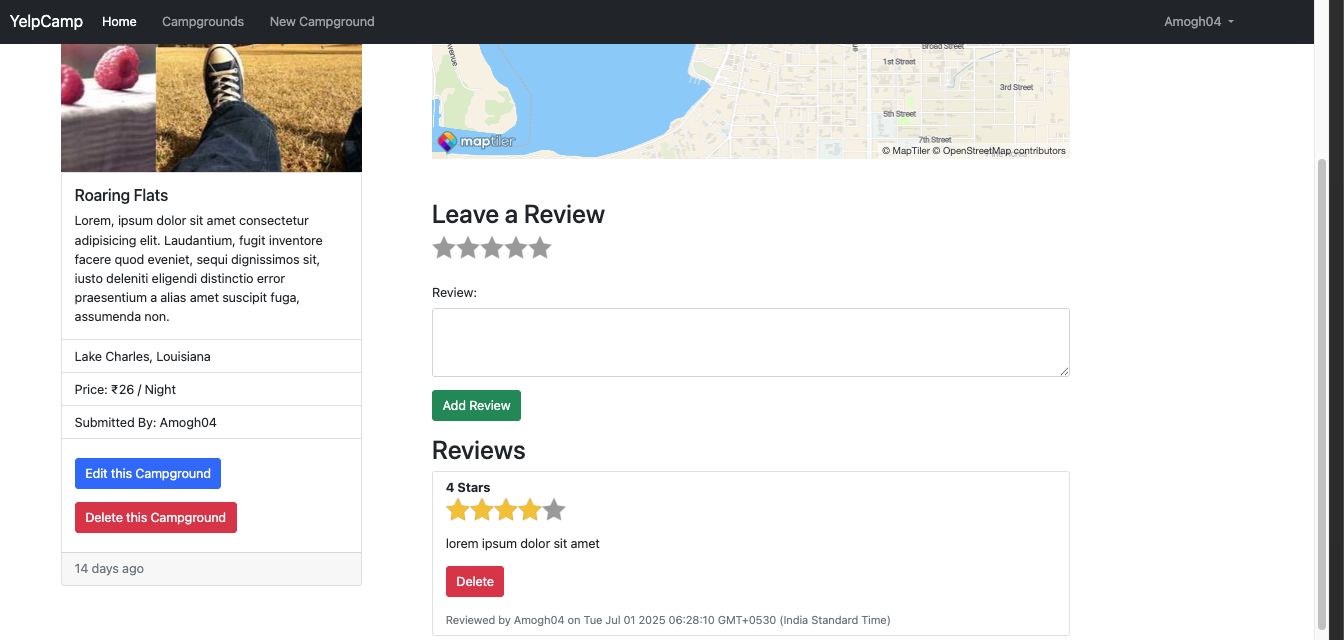 YelpCamp Home Campgrounds New Campground Amogh04
Avenue
Broad Street
1st Street
3rd Street
5th Street
7th Street
maptiler
© MapTiler © OpenStreetMap contributors
Roaring Flats
Lorem, ipsum dolor sit amet consectetur
adipisicing elit. Laudantium, fugit inventore
facere quod eveniet, sequi dignissimos sit,
iusto deleniti eligendi distinctio error
praesentium a alias amet suscipit fuga,
assumenda non.
Lake Charles, Louisiana
Price: ₹26 / Night
Submitted By: Amogh04
Edit this Campground
Delete this Campground
14 days ago
Leave a Review
Review:
Add Review
Reviews
4 Stars
lorem ipsum dolor sit amet
Delete
Reviewed by Amogh04 on Tue Jul 01 2025 06:28:10 GMT+0530 (India Standard Time)